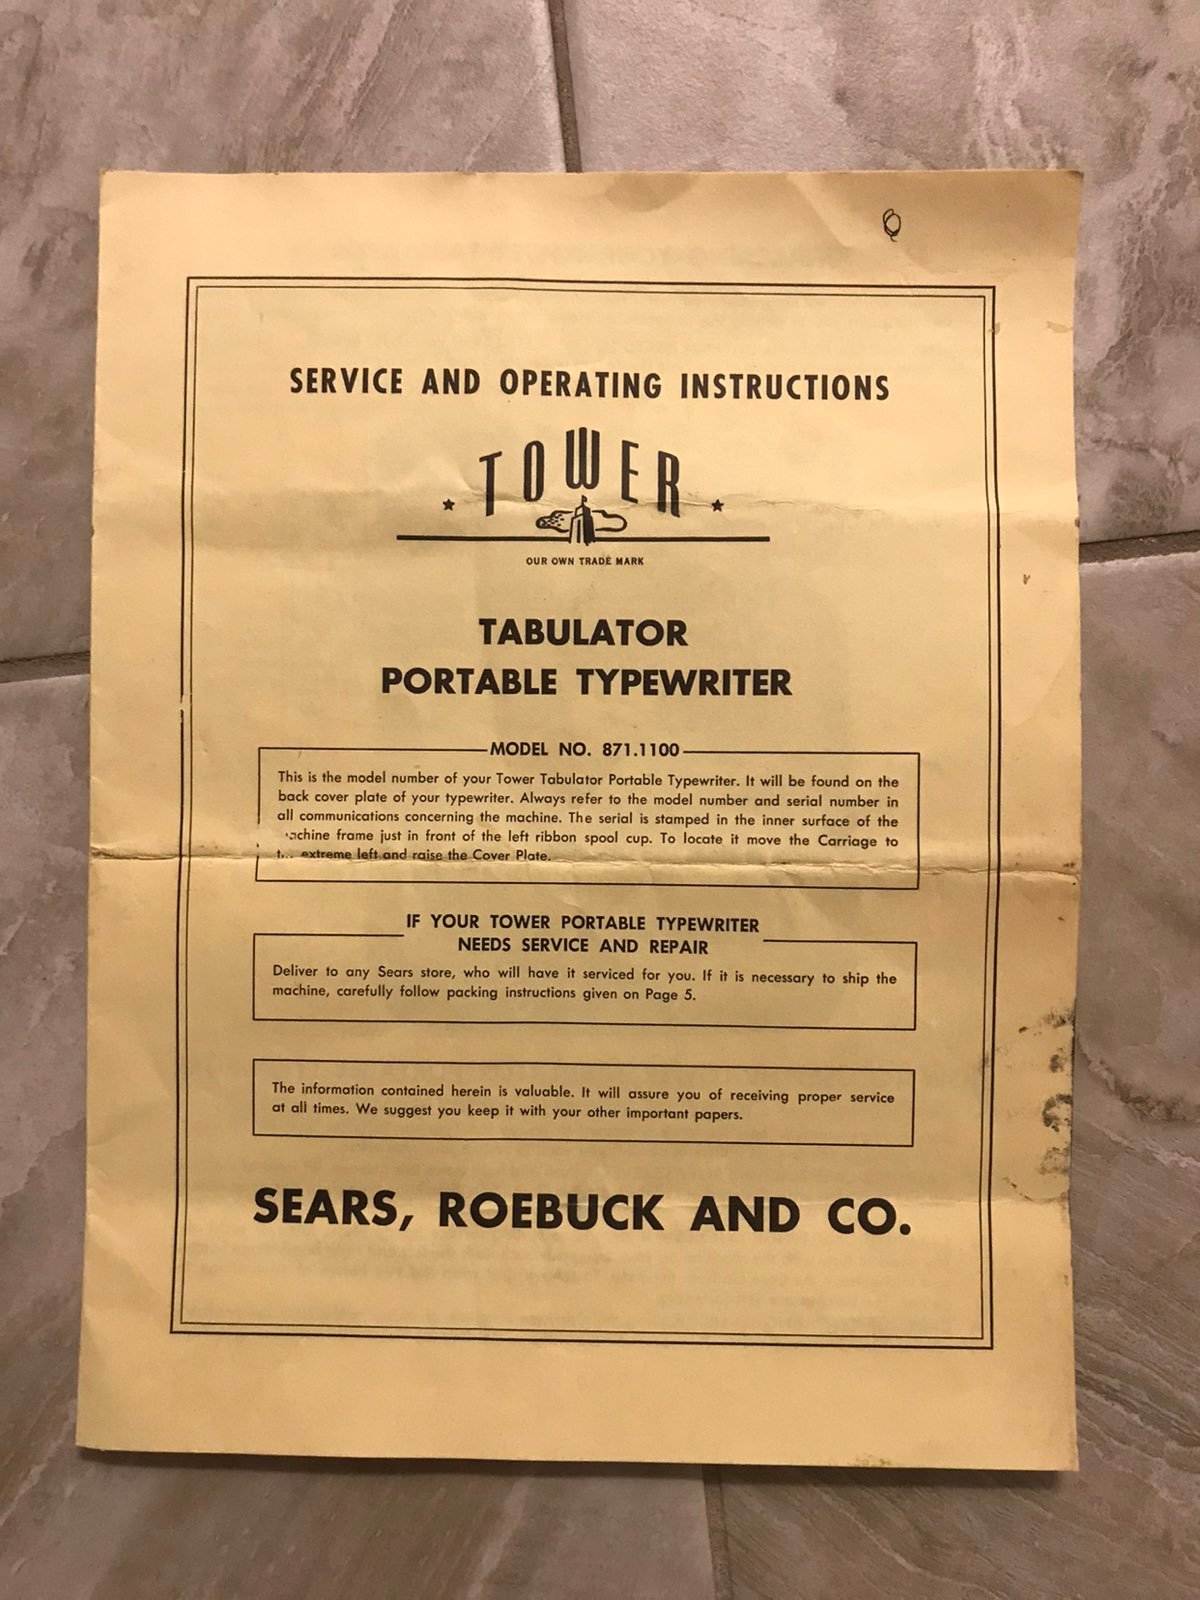 SERVICE AND OPERATING INSTRUCTIONS
TOWER
OUR OWN TRADE MARK
TABULATOR
PORTABLE TYPEWRITER
MODEL NO. 871.1100
This is the model number of your Tower Tabulator Portable Typewriter. It will be found on the
back cover plate of your typewriter. Always refer to the model number and serial number in
all communications concerning the machine. The serial is stamped in the inner surface of the
achine frame just in front of the left ribbon spool cup. To locate it move the Carriage to
extreme left and raise the Cover Plate.
IF YOUR TOWER PORTABLE TYPEWRITER
NEEDS SERVICE AND REPAIR
Deliver to any Sears store, who will have it serviced for you. If it is necessary to ship the
machine, carefully follow packing instructions given on Page 5.
The information contained herein is valuable. It will assure you of receiving proper service
at all times. We suggest you keep it with your other important papers.
SEARS, ROEBUCK AND CO.